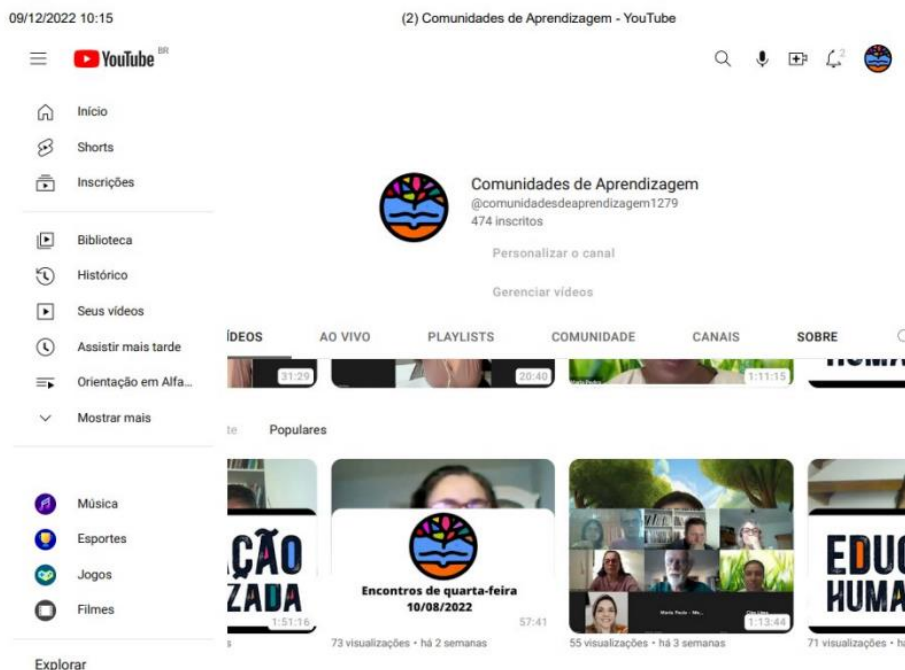 09/12/2022 10:15
(2) Comunidades de Aprendizagem - YouTube
YouTube BR
2
Início
Shorts
Inscrições
Biblioteca
Histórico
Seus vídeos
Assistir mais tarde
Orientação em Alfa...
Mostrar mais
Música
Esportes
Jogos
Filmes
Explorar
Comunidades de Aprendizagem
@comunidadesdeaprendizagem1279
474 inscritos
Personalizar o canal
Gerenciar vídeos
ÍDEOS AO VIVO PLAYLISTS COMUNIDADE CANAIS SOBRE
31:29
20:40
1:11:15
te Populares
ÇÃO
ZADA
1:51:16
s
Encontros de quarta-feira
10/08/2022
57:41
73 visualizações • há 2 semanas
1:13:44
55 visualizações • há 3 semanas
EDUC
HUMA
71 visualizações • h